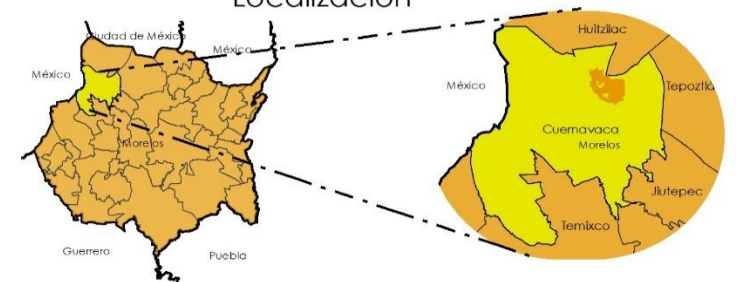 Localización
Ciudad de México
México
México
Morelos
Guerrero
Puebla
Huitzilac
México
Tepoztlá
Cuernavaca
Morelos
Jiutepec
Temixco